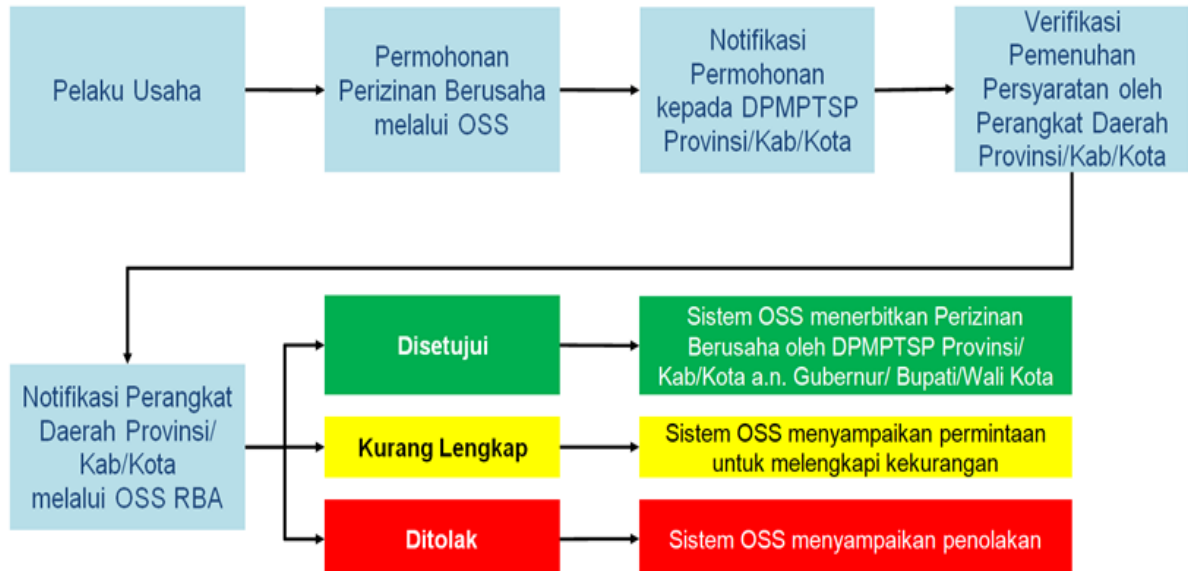 Pelaku Usaha
Permohonan
Perizinan Berusaha
melalui OSS
Notifikasi
Permohonan
kepada DPMPTSP
Provinsi/Kab/Kota
Verifikasi
Pemenuhan
Persyaratan oleh
Perangkat Daerah
Provinsi/Kab/Kota
Notifikasi Perangkat
Daerah Provinsi/
Kab/Kota
melalui OSS RBA
Disetujui
Sistem OSS menerbitkan Perizinan
Berusaha oleh DPMPTSP Provinsi/
Kab/Kota a.n. Gubernur/ Bupati/Wali Kota
Kurang Lengkap
Sistem OSS menyampaikan permintaan
untuk melengkapi kekurangan
Ditolak
Sistem OSS menyampaikan penolakan